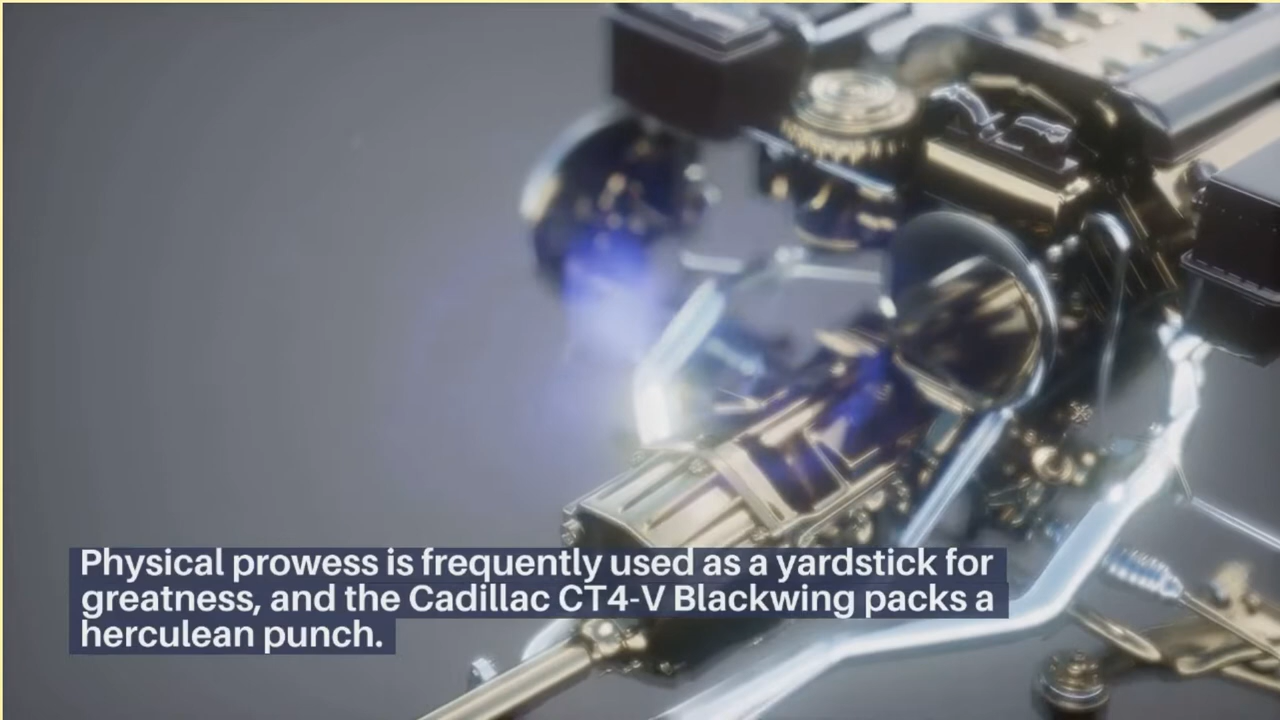 Physical prowess is frequently used as a yardstick for
greatness, and the Cadillac CT4-V Blackwing packs a
herculean punch.